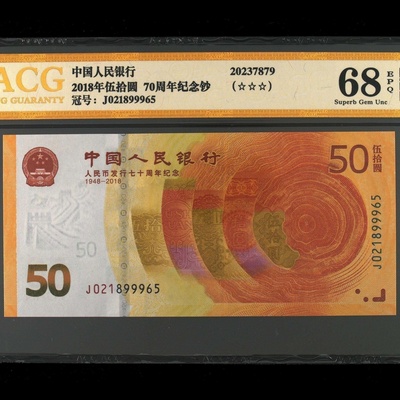 ACG
NG GUARANTY
中国人民银行
2018年伍拾圆 70周年纪念钞
冠号: J021899965
20237879
(☆☆☆)
68 EPQ
Superb Gem Unc
中国人民银行
人民币发行七十周年纪念
1948-2018
50 伍拾圆
50
50
J021899965
J021899965